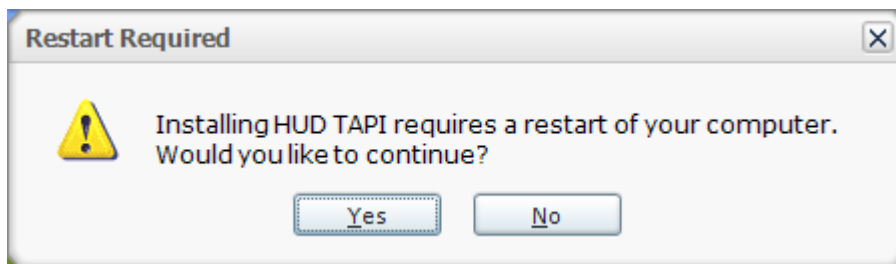 Restart Required
Installing HUD TAPI requires a restart of your computer.
Would you like to continue?
Yes
No